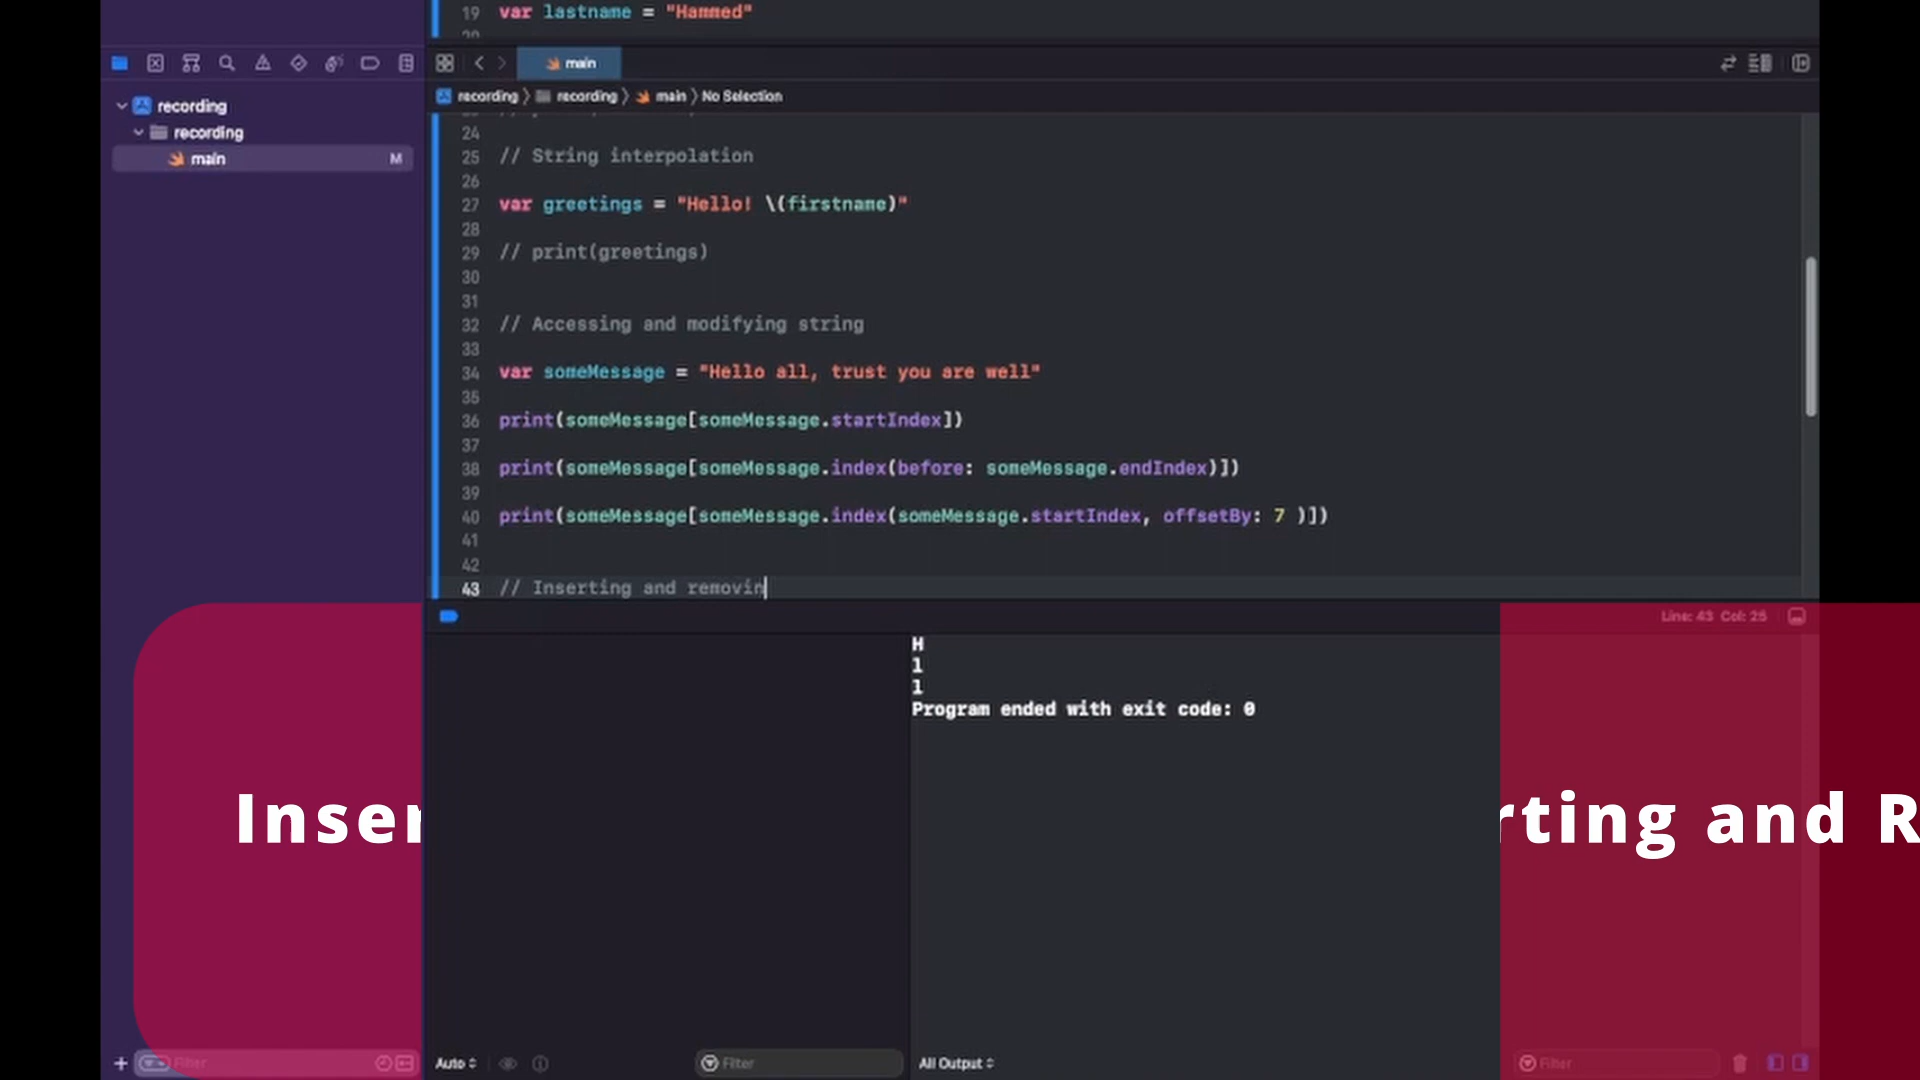 19 var lastname = "Hammed"
20
main
recording
recording > recording > main > No Selection
recording
main M
24
25 // String interpolation
26
27 var greetings = "Hello! \(firstname)"
28
29 // print(greetings)
30
31
32 // Accessing and modifying string
33
34 var someMessage = "Hello all, trust you are well"
35
36 print(someMessage[someMessage.startIndex])
37
38 print(someMessage[someMessage.index(before: someMessage.endIndex)])
39
40 print(someMessage[someMessage.index(someMessage.startIndex, offsetBy: 7 )])
41
42
43 // Inserting and removin
Line: 43 Col: 25
H
l
l
Program ended with exit code: 0
Inser
rting and R
Filter
Auto
Filter
All Output
Filter